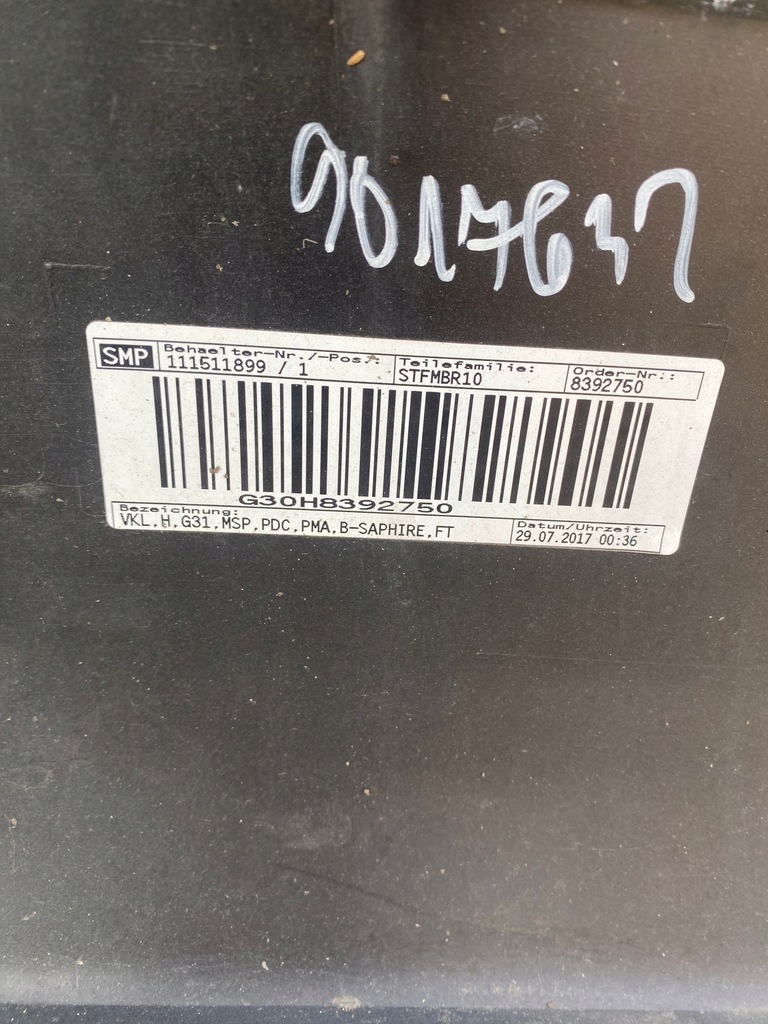 9017637
SMP
Behaelter-Nr./-Pos.:
111511899 / 1
Teilefamilie:
STFMBR10
Order-Nr.:
8392750
G30H8392750
Bezeichnung:
VKL,H,G31,MSP,PDC,PMA,B-SAPHIRE,FT
Datum/Uhrzeit:
29.07.2017 00:36